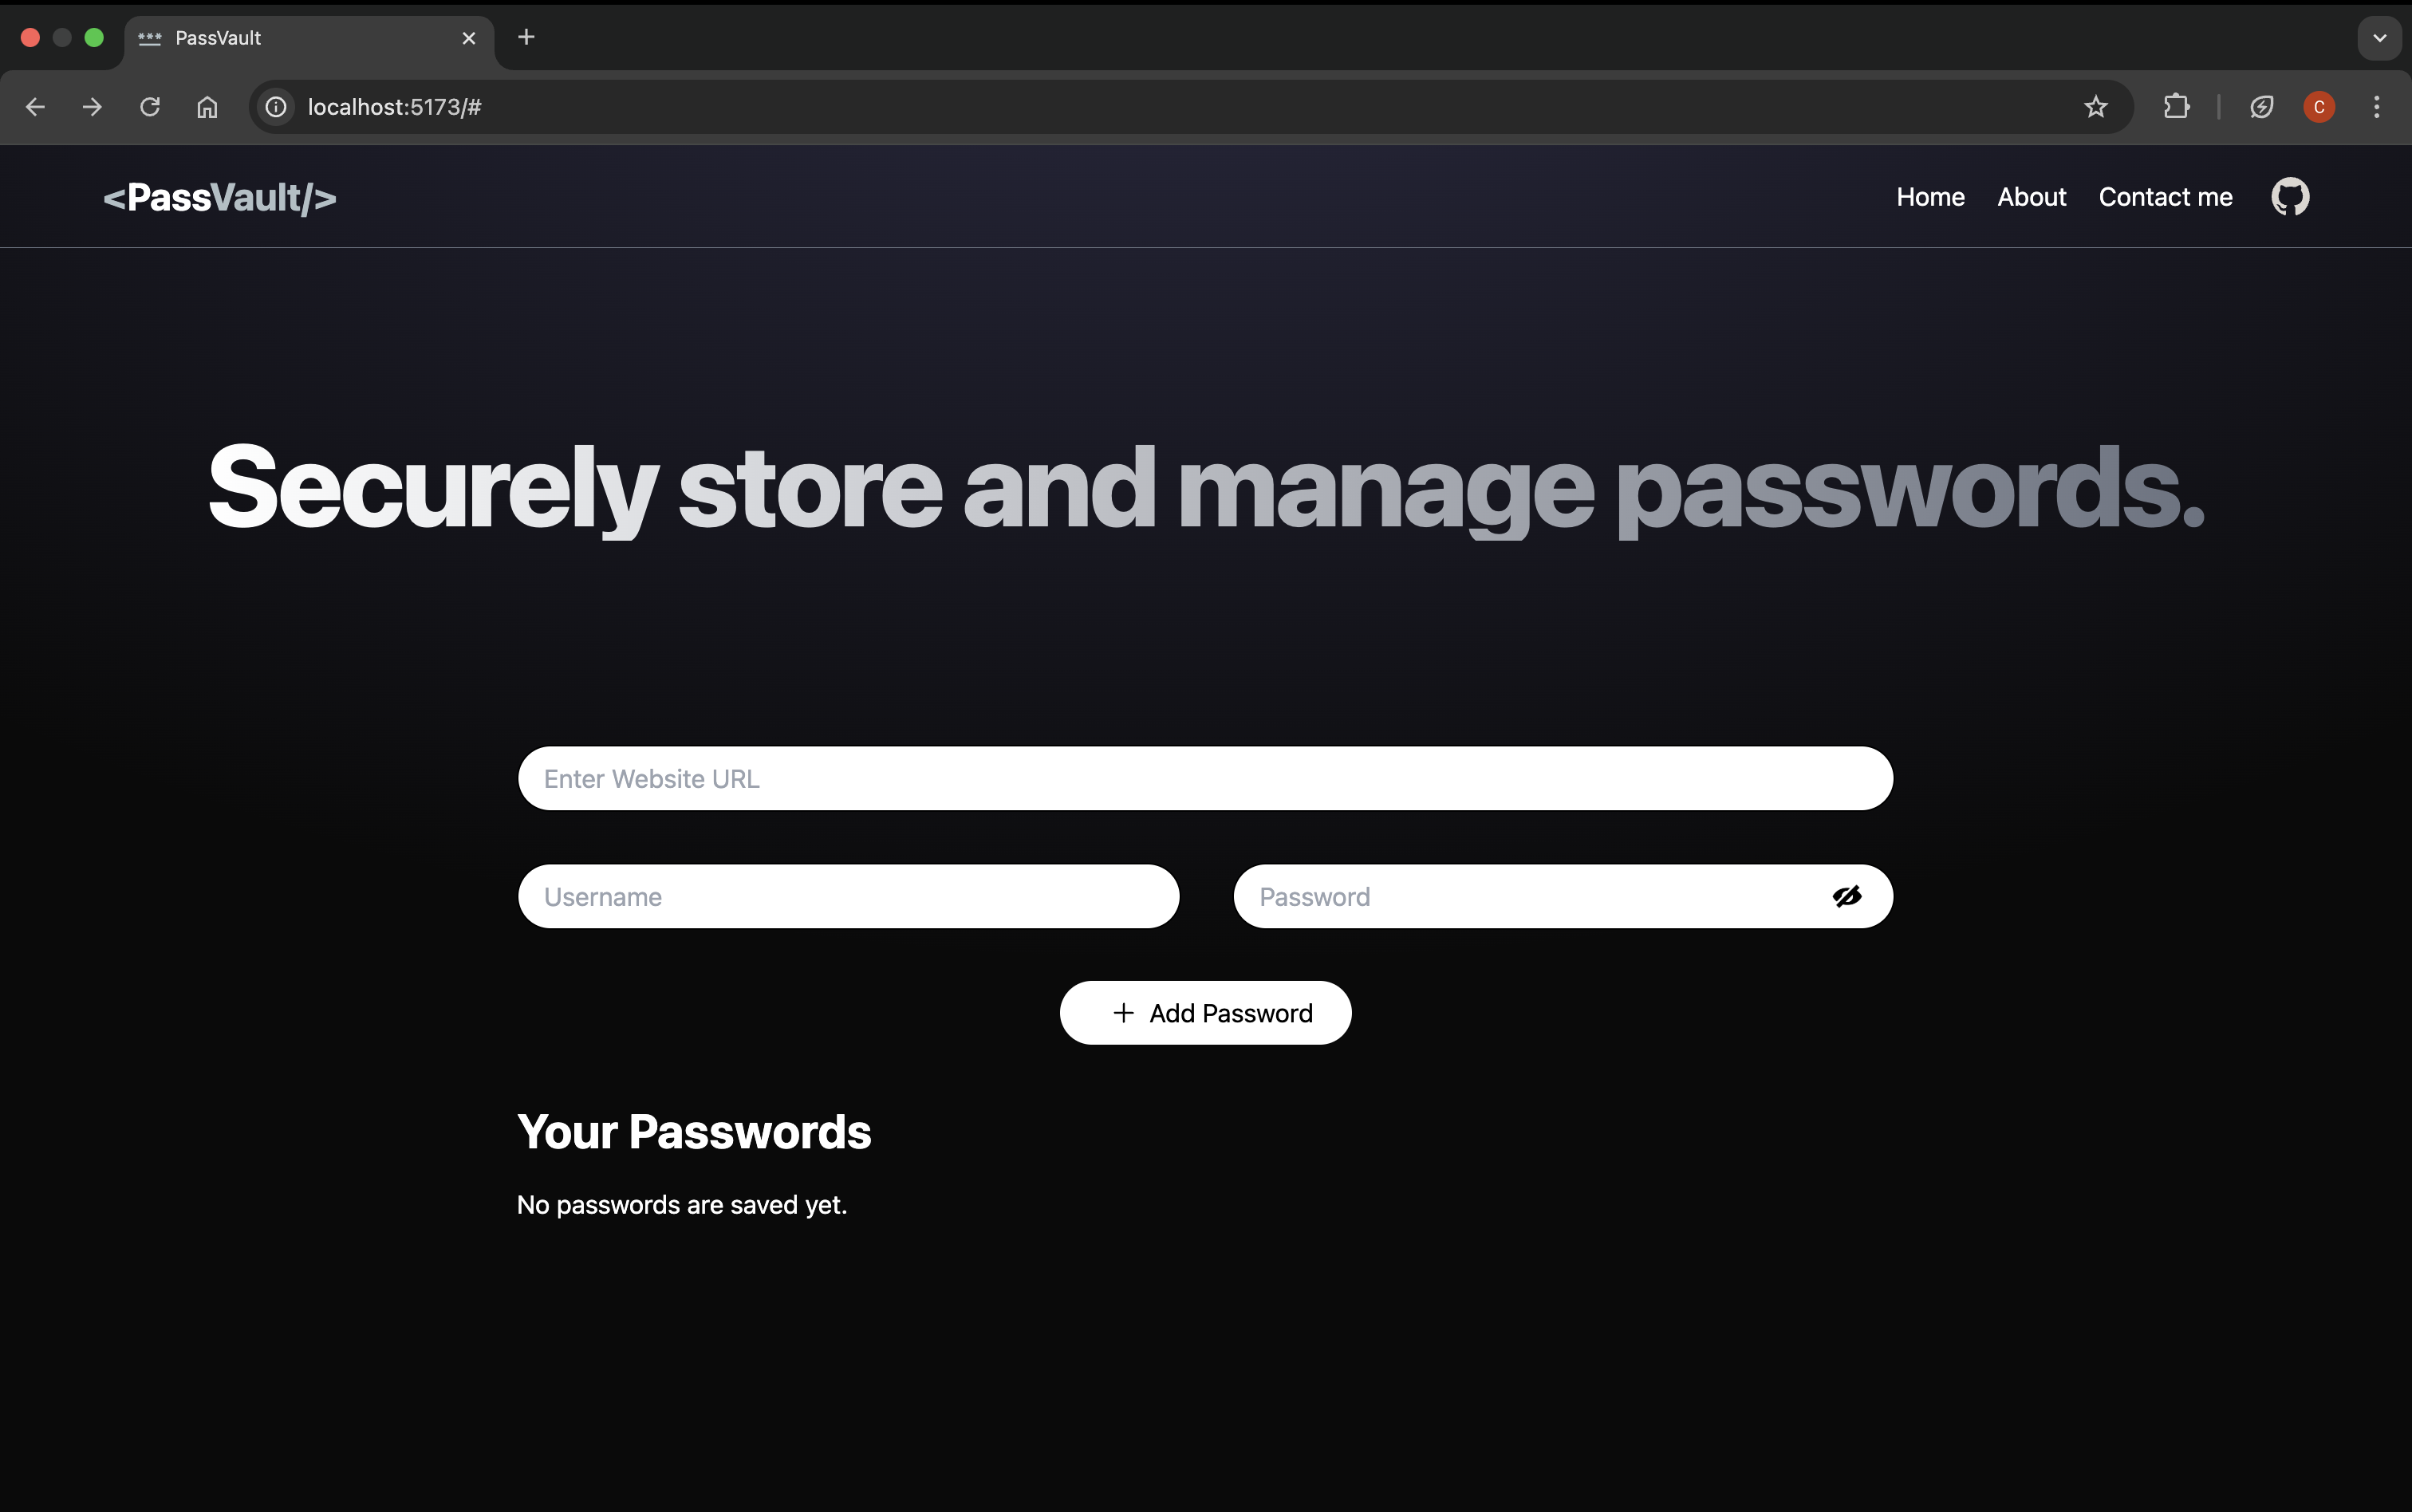 PassVault
localhost:5173/#
C
<PassVault/>
Home About Contact me
Securely store and manage passwords.
Enter Website URL
Username Password
+ Add Password
Your Passwords
No passwords are saved yet.